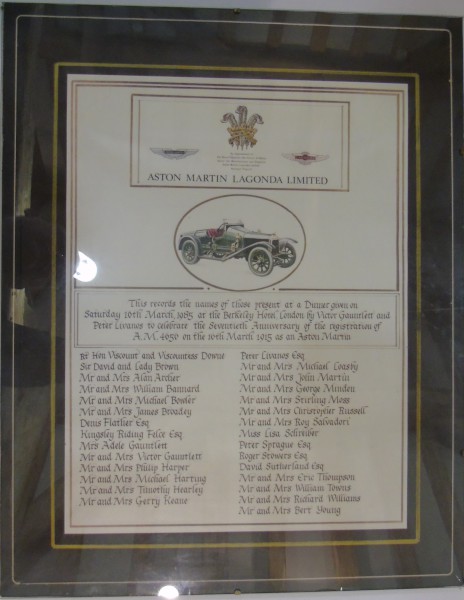 ASTON MARTIN LAGONDA LIMITED
This records the names of those present at a Dinner given on
Saturday 16th March, 1985 at the Berkeley Hotel, London by Victor Gauntlett and
Peter Livanos to celebrate the Seventieth Anniversary of the registration of
A.M. 4656 on the 16th March 1915 as an Aston Martin
Hon Viscount and Viscountess Downe
Sir David and Lady Brown
Mr and Mrs Alan Archer
Mr and Mrs William Bannard
Mr and Mrs Michael Bowler
Mr and Mrs James Broadey
Denis Flather Esq
Kingsley Riding Felce Esq
Mrs Adele Gauntlett
Mr and Mrs Victor Gauntlett
Mr and Mrs Philip Harper
Mr and Mrs Michael Harting
Mr and Mrs Timothy Hearley
Mr and Mrs Gerry Keane
Peter Livanos Esq
Mr and Mrs Michael Loasby
Mr and Mrs John Martin
Mr and Mrs George Minden
Mr and Mrs Stirling Moss
Mr and Mrs Christopher Russell
Mr and Mrs Roy Salvadori
Miss Lisa Schreiber
Peter Sprague Esq
Roger Stowers Esq
David Sutherland Esq
Mr and Mrs Eric Thompson
Mr and Mrs William Towns
Mr and Mrs Richard Williams
Mr and Mrs Bert Young